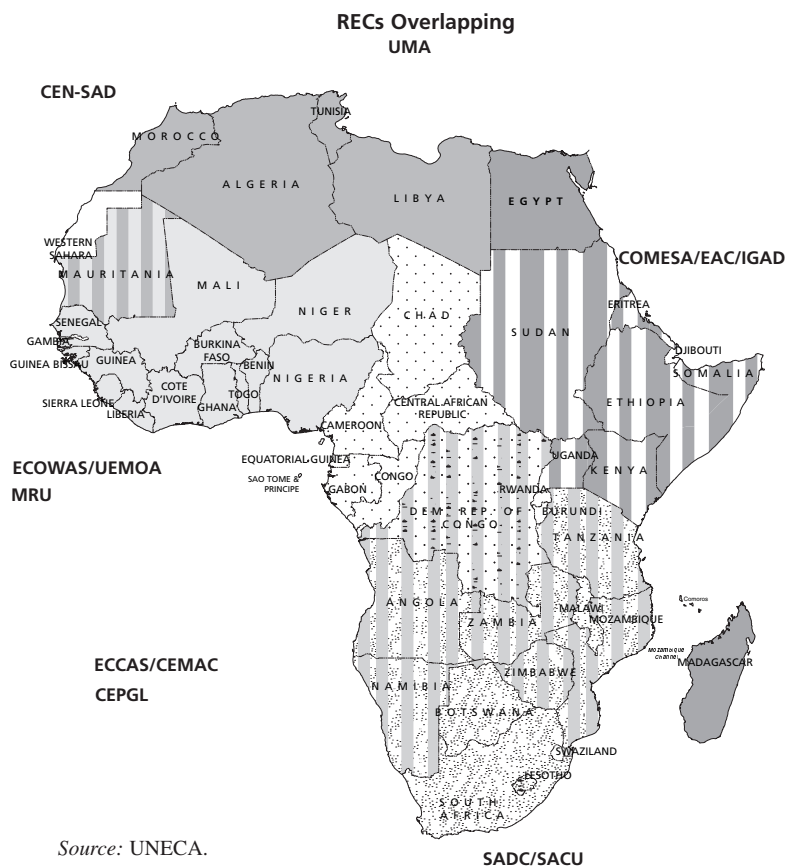 RECs Overlapping
UMA
CEN-SAD
TUNISIA
MOROCCO
ALGERIA
LIBYA
EGYPT
WESTERN
SAHARA
COMESA/EAC/IGAD
MAURITANIA
MALI
NIGER
CHAD
ERITREA
SUDAN
SENEGAL
GAMBIA
BURKINA
FASO
DJIBOUTI
GUINEA BISSAU
GUINEA
BENIN
SOMALIA
NIGERIA
COTE
D'IVOIRE
TOGO
ETHIOPIA
SIERRA LEONE
GHANA
CENTRAL AFRICAN
REPUBLIC
LIBERIA
CAMEROON
ECOWAS/UEMOA
MRU
EQUATORIAL GUINEA
UGANDA
KENYA
SAO TOME &
PRINCIPE
CONGO
GABON
RWANDA
DEM REP. OF
CONGO
BURUNDI
TANZANIA
ANGOLA
MALAWI
Comoros
ZAMBIA
MOZAMBIQUE
Mozambique
Channel
MADAGASCAR
ECCAS/CEMAC
CEPGL
ZIMBABWE
NAMIBIA
BOTSWANA
SWAZILAND
LESOTHO
SOUTH
AFRICA
Source: UNECA.
SADC/SACU